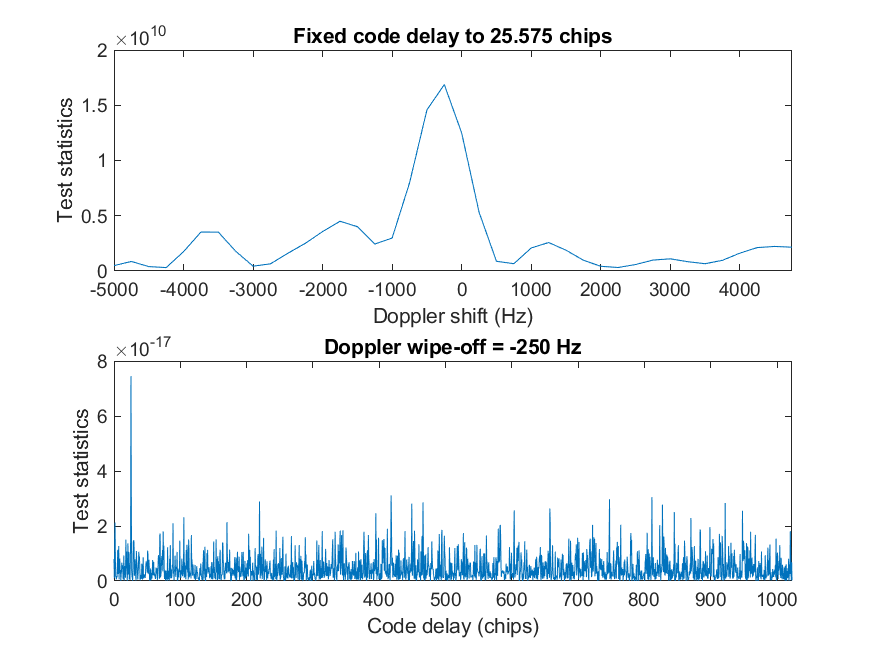 ×10^10
Fixed code delay to 25.575 chips
2
1.5
1
0.5
0
Test statistics
-5000 -4000 -3000 -2000 -1000 0 1000 2000 3000 4000
Doppler shift (Hz)
×10^-17
Doppler wipe-off = -250 Hz
8
6
4
2
0
Test statistics
0 100 200 300 400 500 600 700 800 900 1000
Code delay (chips)